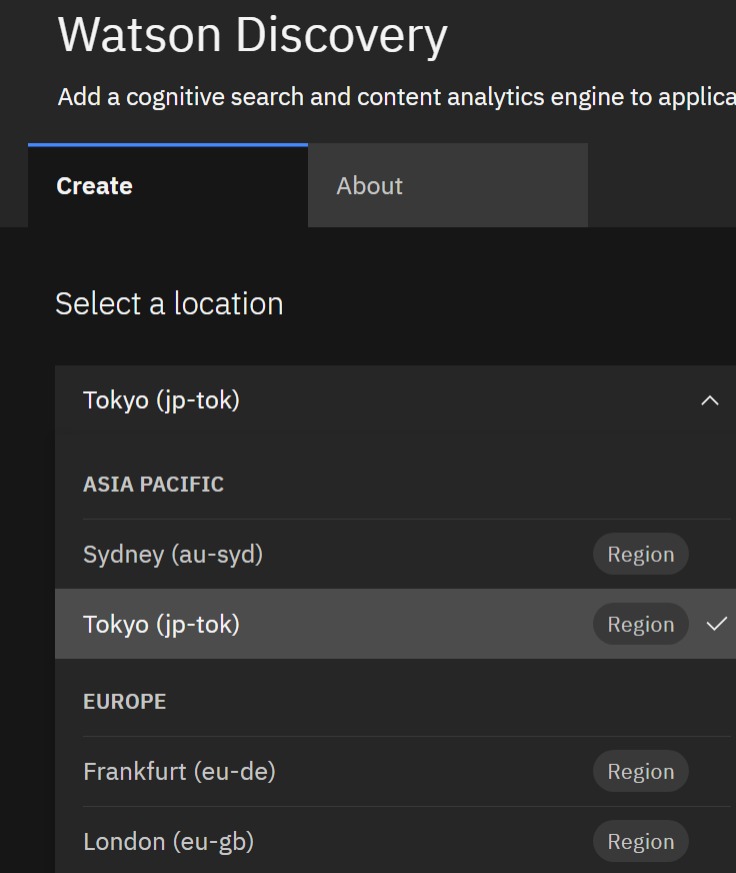 Watson Discovery
Add a cognitive search and content analytics engine to
Create
About
Select a location
Tokyo (jp-tok)
ASIA PACIFIC
Sydney (au-syd) Region
Tokyo (jp-tok) Region
EUROPE
Frankfurt (eu-de) Region
London (eu-gb) Region